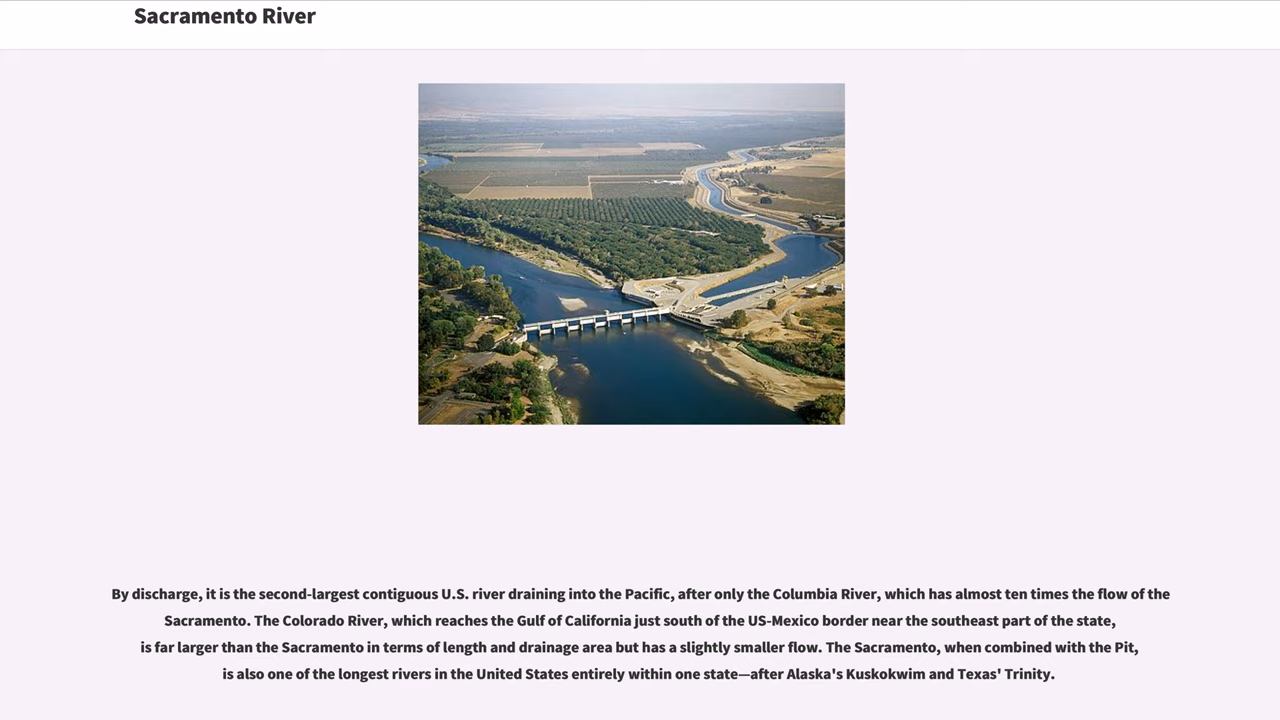 Sacramento River
By discharge, it is the second-largest contiguous U.S. river draining into the Pacific, after only the Columbia River, which has almost ten times the flow of the
Sacramento. The Colorado River, which reaches the Gulf of California just south of the US-Mexico border near the southeast part of the state,
is far larger than the Sacramento in terms of length and drainage area but has a slightly smaller flow. The Sacramento, when combined with the Pit,
is also one of the longest rivers in the United States entirely within one state—after Alaska's Kuskokwim and Texas' Trinity.